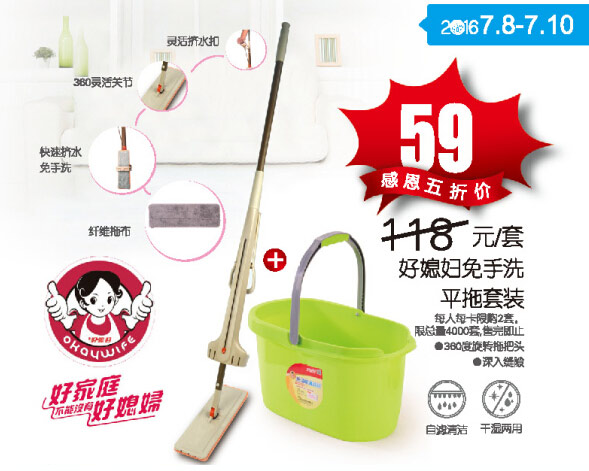 2016 7.8-7.10
灵活挤水扣
360灵活关节
快速挤水
免手洗
纤维拖布
59
感恩五折价
118 元/套
好媳妇免手洗
平拖套装
每人每卡限购2套，
限总量4000套，售完即止
●360度旋转拖把头
●深入缝隙
自滤清洁
干湿两用
好媳妇
okaywife
好家庭
不能沒有
好媳婦